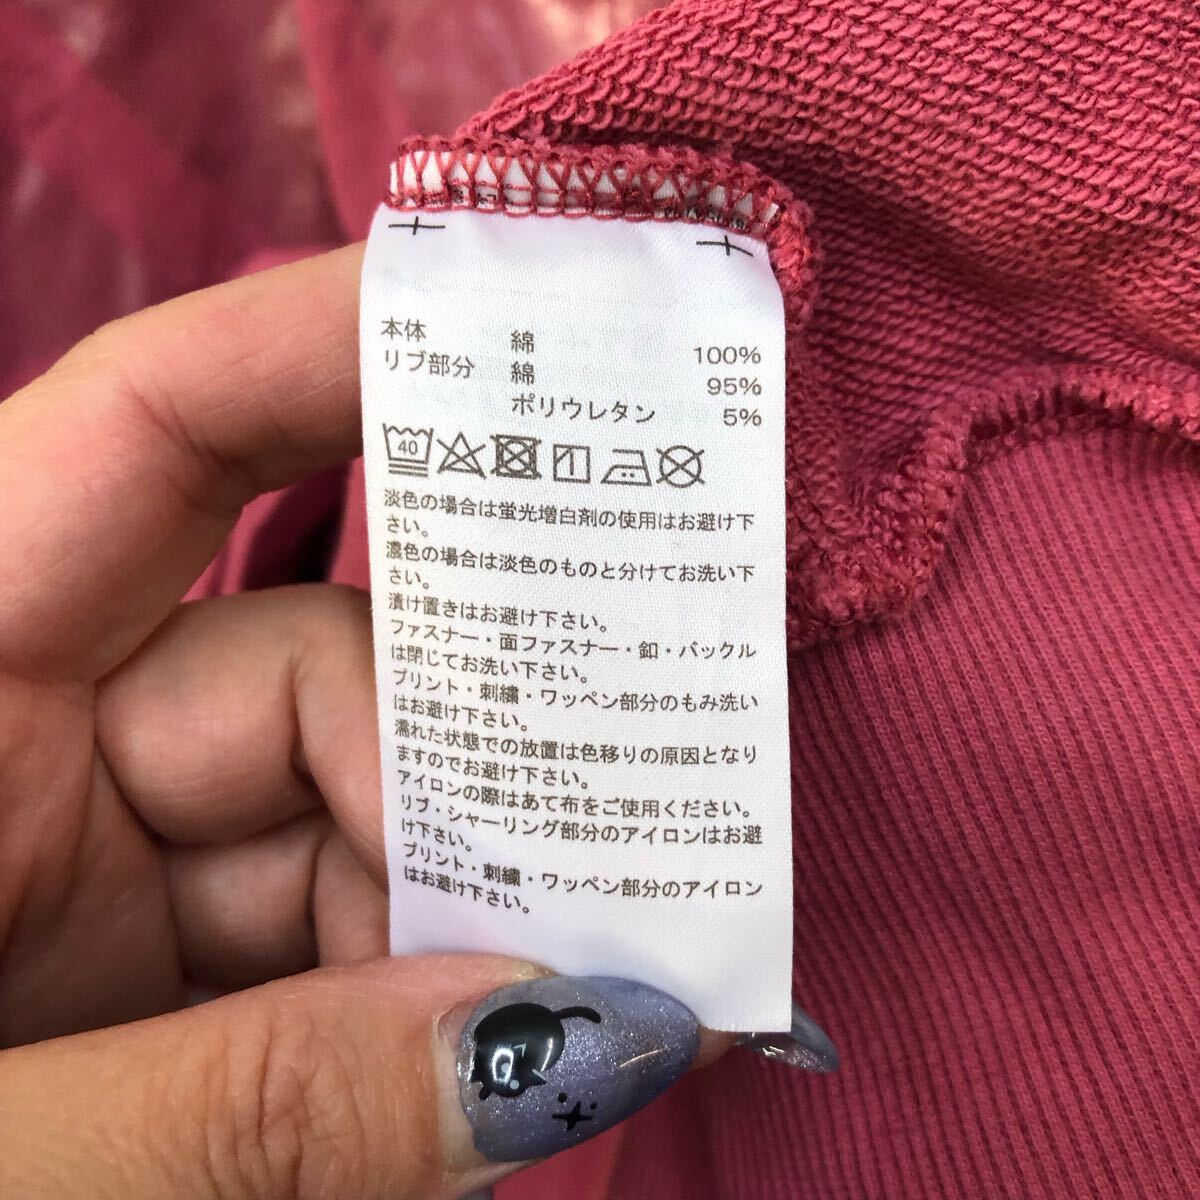 本体 綿 100%
リブ部分 綿 95%
ポリウレタン 5%
40
淡色の場合は蛍光増白剤の使用はお避け下
さい。
濃色の場合は淡色のものと分けてお洗い下
さい。
漬け置きはお避け下さい。
ファスナー・面ファスナー・釦・バックル
は閉じてお洗い下さい。
プリント・刺繍・ワッペン部分のもみ洗い
はお避け下さい。
濡れた状態での放置は色移りの原因となり
ますのでお避け下さい。
アイロンの際はあて布をご使用ください。
リブ・シャーリング部分のアイロンはお避
け下さい。
プリント・刺繍・ワッペン部分のアイロン
はお避け下さい。